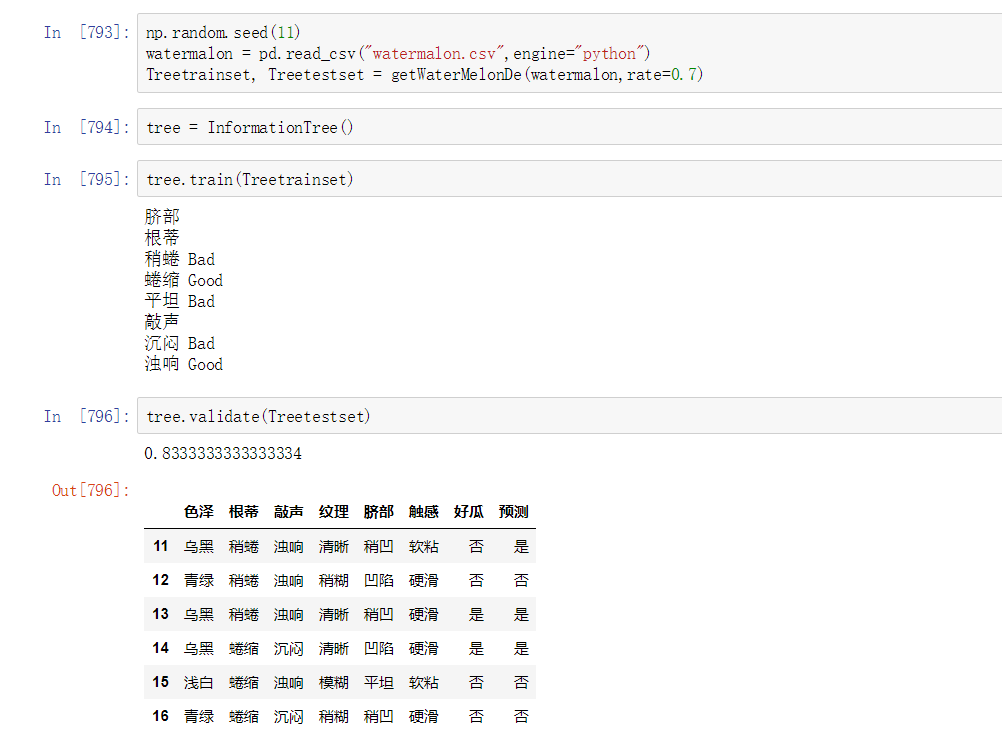 In [793]: np.random.seed(11)
watermalon = pd.read_csv("watermalon.csv",engine="python")
Treetrainset, Treetestset = getWaterMelonDe(watermalon,rate=0.7)
In [794]: tree = InformationTree()
In [795]: tree.train(Treetrainset)
脐部
根蒂
稍蜷 Bad
蜷缩 Good
平坦 Bad
敲声
沉闷 Bad
浊响 Good
In [796]: tree.validate(Treetestset)
0.8333333333333334
Out[796]:
色泽 根蒂 敲声 纹理 脐部 触感 好瓜 预测
11 乌黑 稍蜷 浊响 清晰 稍凹 软粘 否 是
12 青绿 稍蜷 浊响 稍糊 凹陷 硬滑 否 否
13 乌黑 稍蜷 浊响 清晰 稍凹 硬滑 是 是
14 乌黑 蜷缩 沉闷 清晰 凹陷 硬滑 是 是
15 浅白 蜷缩 浊响 模糊 平坦 软粘 否 否
16 青绿 蜷缩 沉闷 稍糊 稍凹 硬滑 否 否